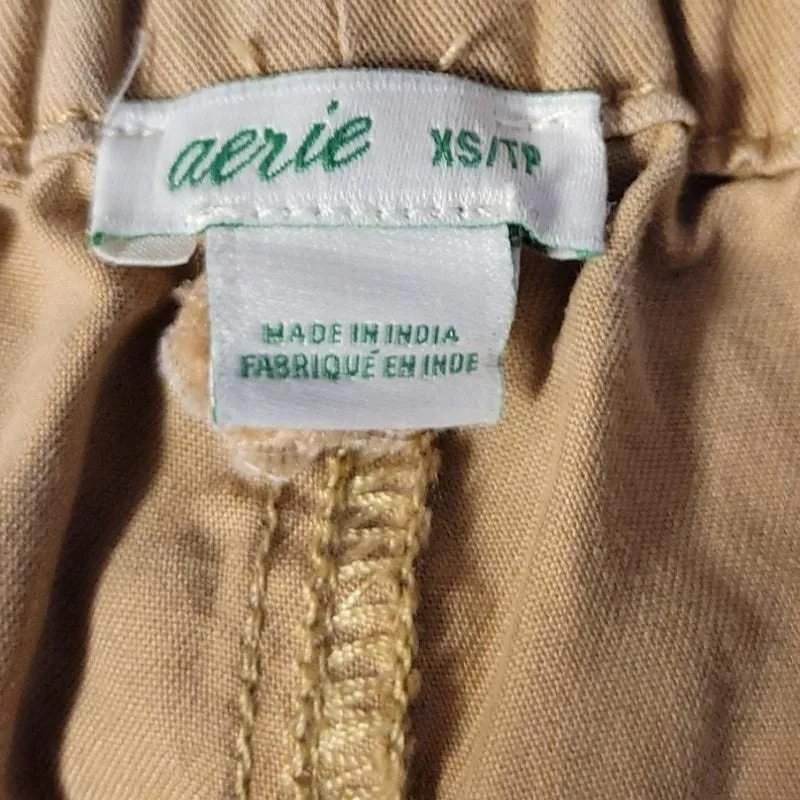 aerie XS/TP
MADE IN INDIA
FABRIQUÉ EN INDE